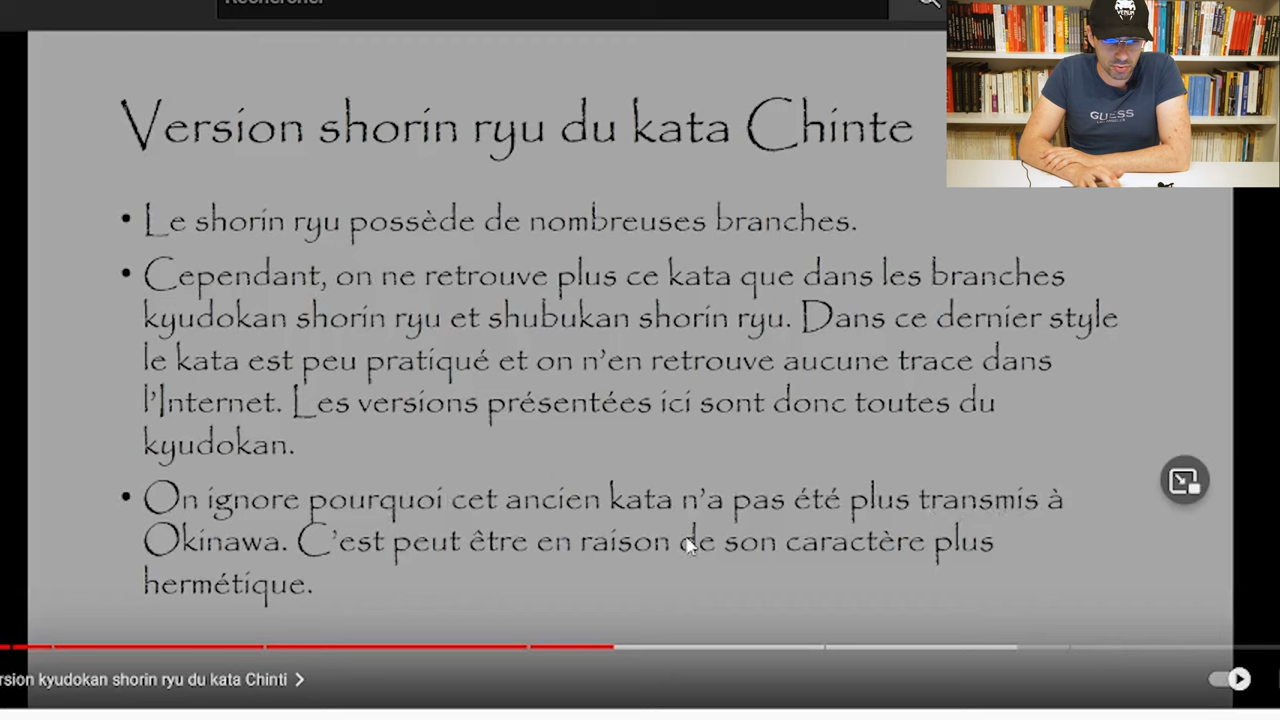 Rechercher
Version shorin ryu du kata Chinte
GUESS
• Le shorin ryu possède de nombreuses branches.
• Cependant, on ne retrouve plus ce kata que dans les branches
kyudokan shorin ryu et shubukan shorin ryu. Dans ce dernier style
le kata est peu pratiqué et on n'en retrouve aucune trace dans
l'Internet. Les versions présentées ici sont donc toutes du
kyudokan.
• On ignore pourquoi cet ancien kata n'a pas été plus transmis à
Okinawa. C'est peut être en raison de son caractère plus
hermétique.
rsion kyudokan shorin ryu du kata Chinti >